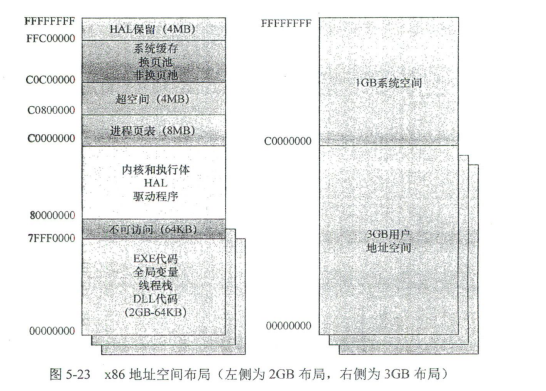 FFFFFFFF
HAL保留（4MB）
FFC00000
系统缓存
换页池
非换页池
C0C00000
超空间（4MB）
C0800000
进程页表（8MB）
C0000000
内核和执行体
HAL
驱动程序
80000000
不可访问（64KB）
7FFF0000
EXE代码
全局变量
线程栈
DLL代码
(2GB-64KB)
00000000
FFFFFFFF
1GB系统空间
C0000000
3GB用户
地址空间
00000000
图 5-23 x86 地址空间布局（左侧为 2GB 布局，右侧为 3GB 布局）